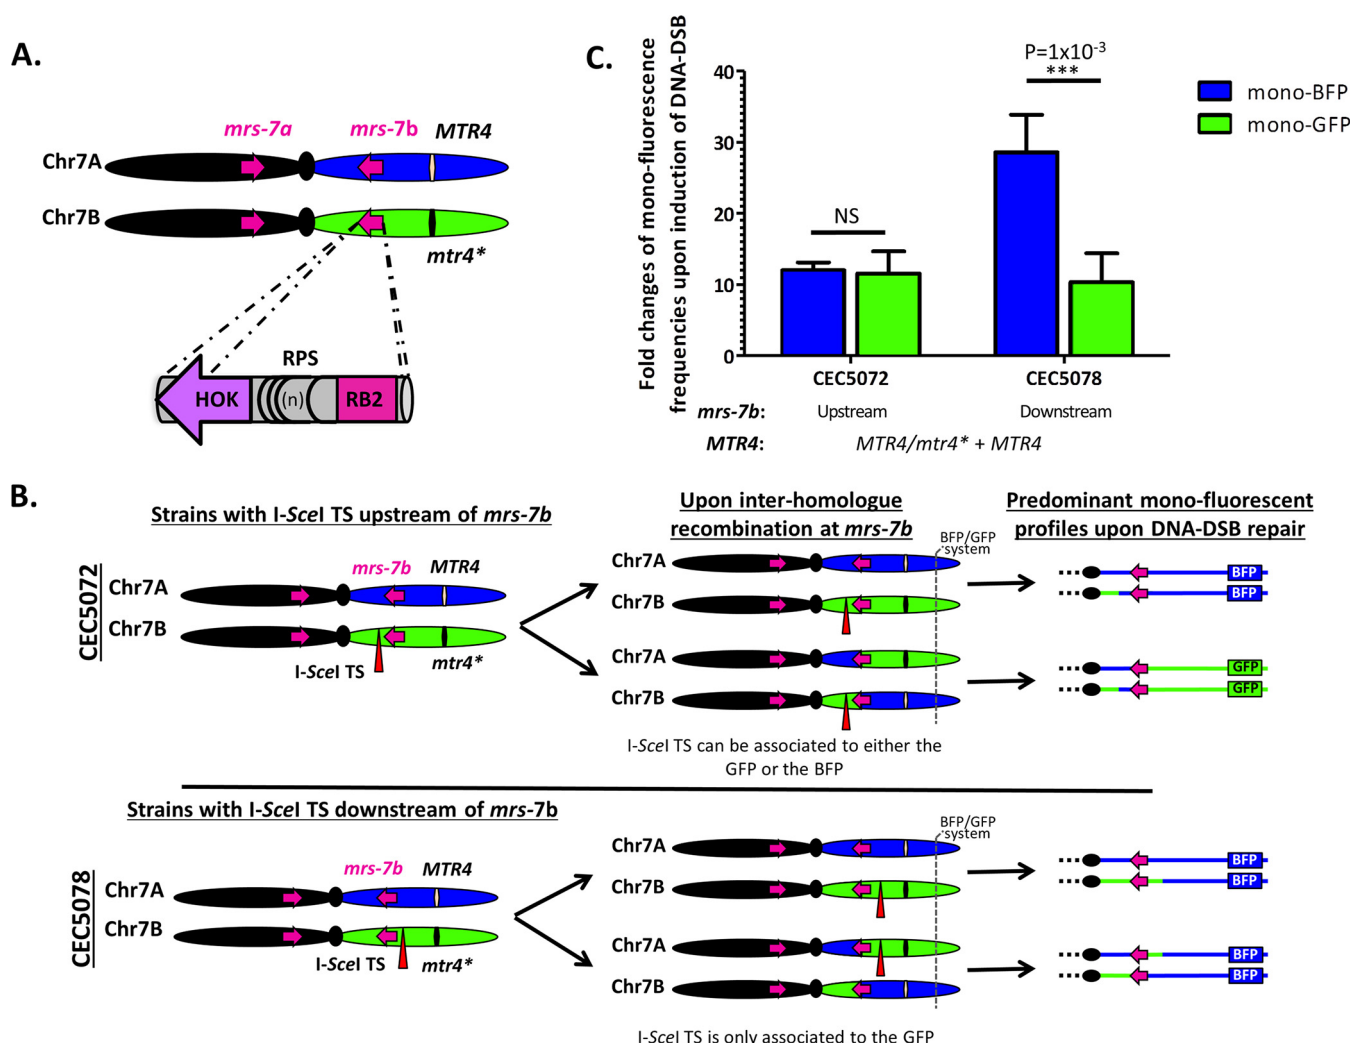 A.
mrs-7a
mrs-7b
MTR4
Chr7A
Chr7B
mtr4*
RPS
HOK
(n)
RB2
C.
Fold changes of mono-fluorescence
frequencies upon induction of DNA-DSB
40
30
20
10
0
NS
P=1x10-3
***
mono-BFP
mono-GFP
CEC5072
CEC5078
mrs-7b:
Upstream
Downstream
MTR4:
MTR4/mtr4* + MTR4
B.
Strains with I-SceI TS upstream of mrs-7b
Upon inter-homologue
recombination at mrs-7b
Predominant mono-fluorescent
profiles upon DNA-DSB repair
CEC5072
mrs-7b
MTR4
Chr7A
Chr7B
I-SceI TS
mtr4*
BFP/GFP
system
Chr7A
Chr7B
Chr7A
Chr7B
BFP
BFP
GFP
GFP
I-SceI TS can be associated to either the
GFP or the BFP
Strains with I-SceI TS downstream of mrs-7b
CEC5078
mrs-7b
MTR4
Chr7A
Chr7B
I-SceI TS
mtr4*
BFP/GFP
system
Chr7A
Chr7B
Chr7A
Chr7B
BFP
BFP
BFP
BFP
I-SceI TS is only associated to the GFP